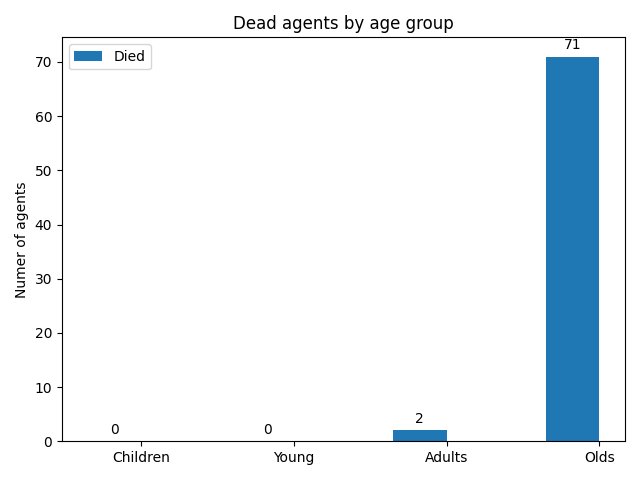 Dead agents by age group
Died
71
70
60
50
40
30
20
10
0
Numer of agents
0
0
2
Children
Young
Adults
Olds